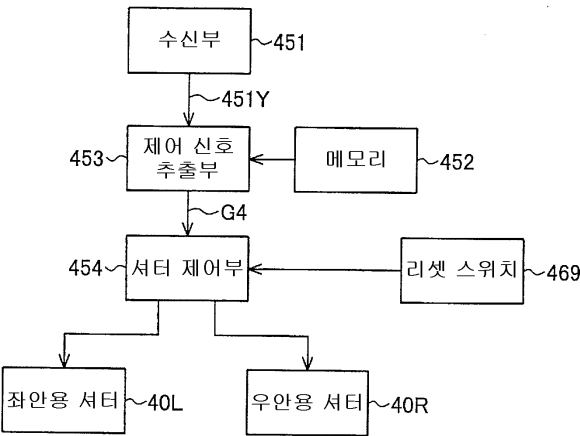 수신부
451
451Y
453
제어 신호
추출부
메모리
452
G4
454
셔터 제어부
리셋 스위치
469
좌안용 셔터
40L
우안용 셔터
40R